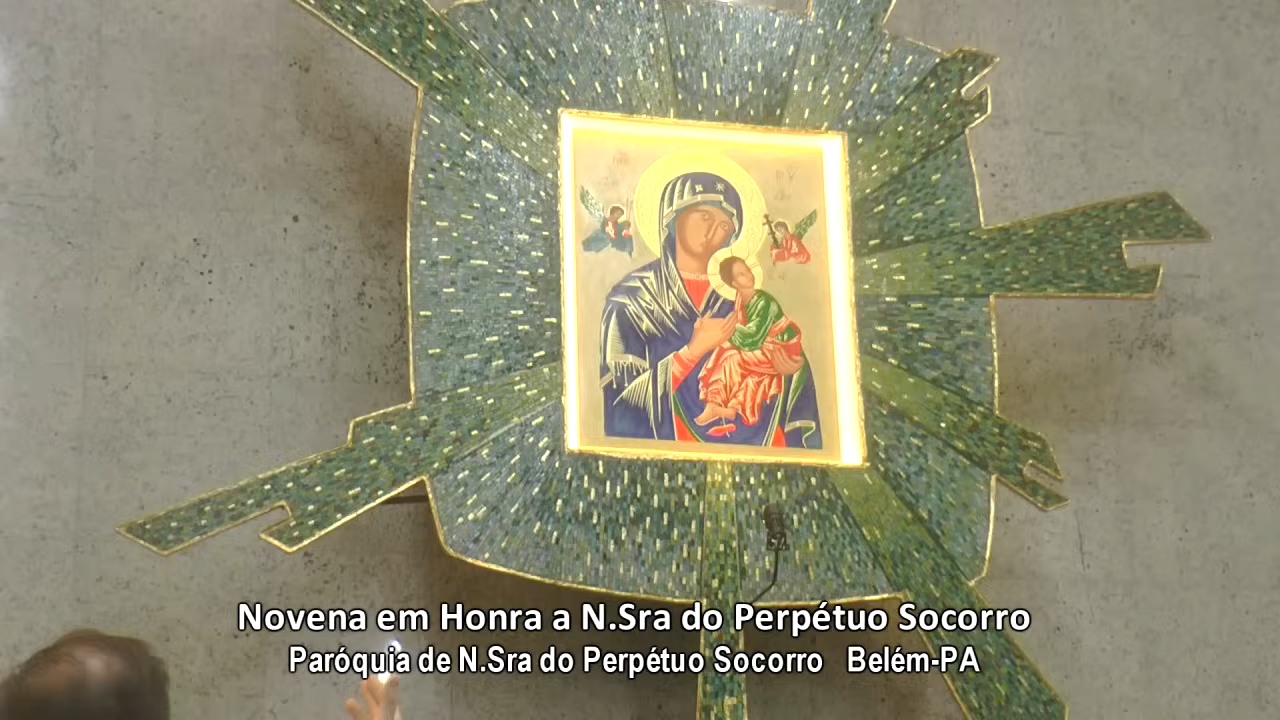 Novena em Honra a N.Sra do Perpétuo Socorro
Paróquia de N.Sra do Perpétuo Socorro Belém-PA